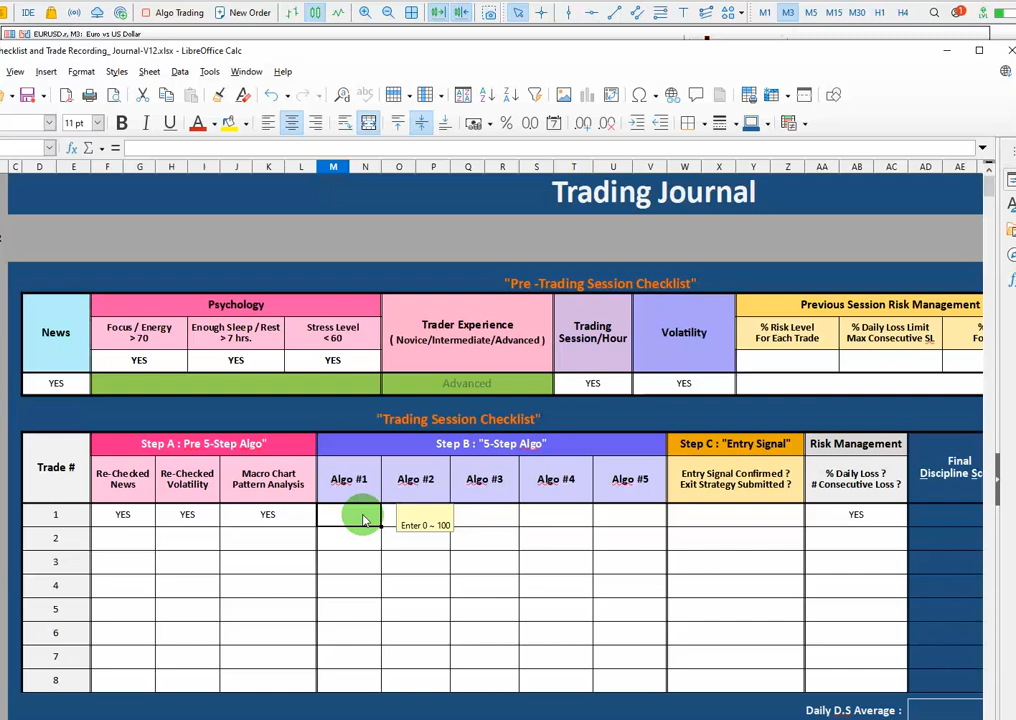 IDE Algo Trading New Order M1 M3 M5 M15 M30 H1 H4
EURUSD.r, M3: Euro vs US Dollar
checklist and Trade Recording_ Journal-V12.xlsx - LibreOffice Calc
View Insert Format Styles Sheet Data Tools Window Help
11 pt B I U A
fx Σ =
C D E F G H I J K L M N O P Q R S T U V W X Y Z AA AB AC AD AE
Trading Journal
"Pre -Trading Session Checklist"
News
Psychology
Focus / Energy
> 70
Enough Sleep /Rest
> 7 hrs.
Stress Level
< 60
YES YES YES
Trader Experience
( Novice/Intermediate/Advanced )
Trading
Session/Hour
Volatility
Previous Session Risk Management
% Risk Level
For Each Trade
% Daily Loss Limit
Max Consecutive SL
%
Fo
YES Advanced YES YES
"Trading Session Checklist"
Trade #
Step A : Pre 5-Step Algo"
Re-Checked
News
Re-Checked
Volatility
Macro Chart
Pattern Analysis
Step B : "5-Step Algo"
Algo #1 Algo #2 Algo #3 Algo #4 Algo #5
Step C : "Entry Signal"
Entry Signal Confirmed ?
Exit Strategy Submitted ?
Risk Management
% Daily Loss ?
# Consecutive Loss ?
Final
Discipline Sc
1 YES YES YES YES
Enter 0 ~ 100
2
3
4
5
6
7
8
Daily D.S Average :